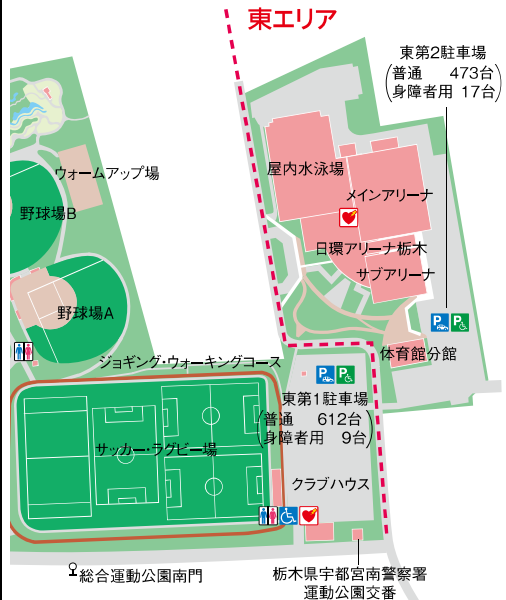 東エリア
東第2駐車場
(普通 473台
身障者用 17台)
ウォームアップ場
野球場B
屋内水泳場
メインアリーナ
日環アリーナ栃木
サブアリーナ
野球場A
P P
体育館分館
ジョギング・ウォーキングコース
P P
東第1駐車場
(普通 612台
身障者用 9台)
サッカー・ラグビー場
クラブハウス
総合運動公園南門
栃木県宇都宮南警察署
運動公園交番